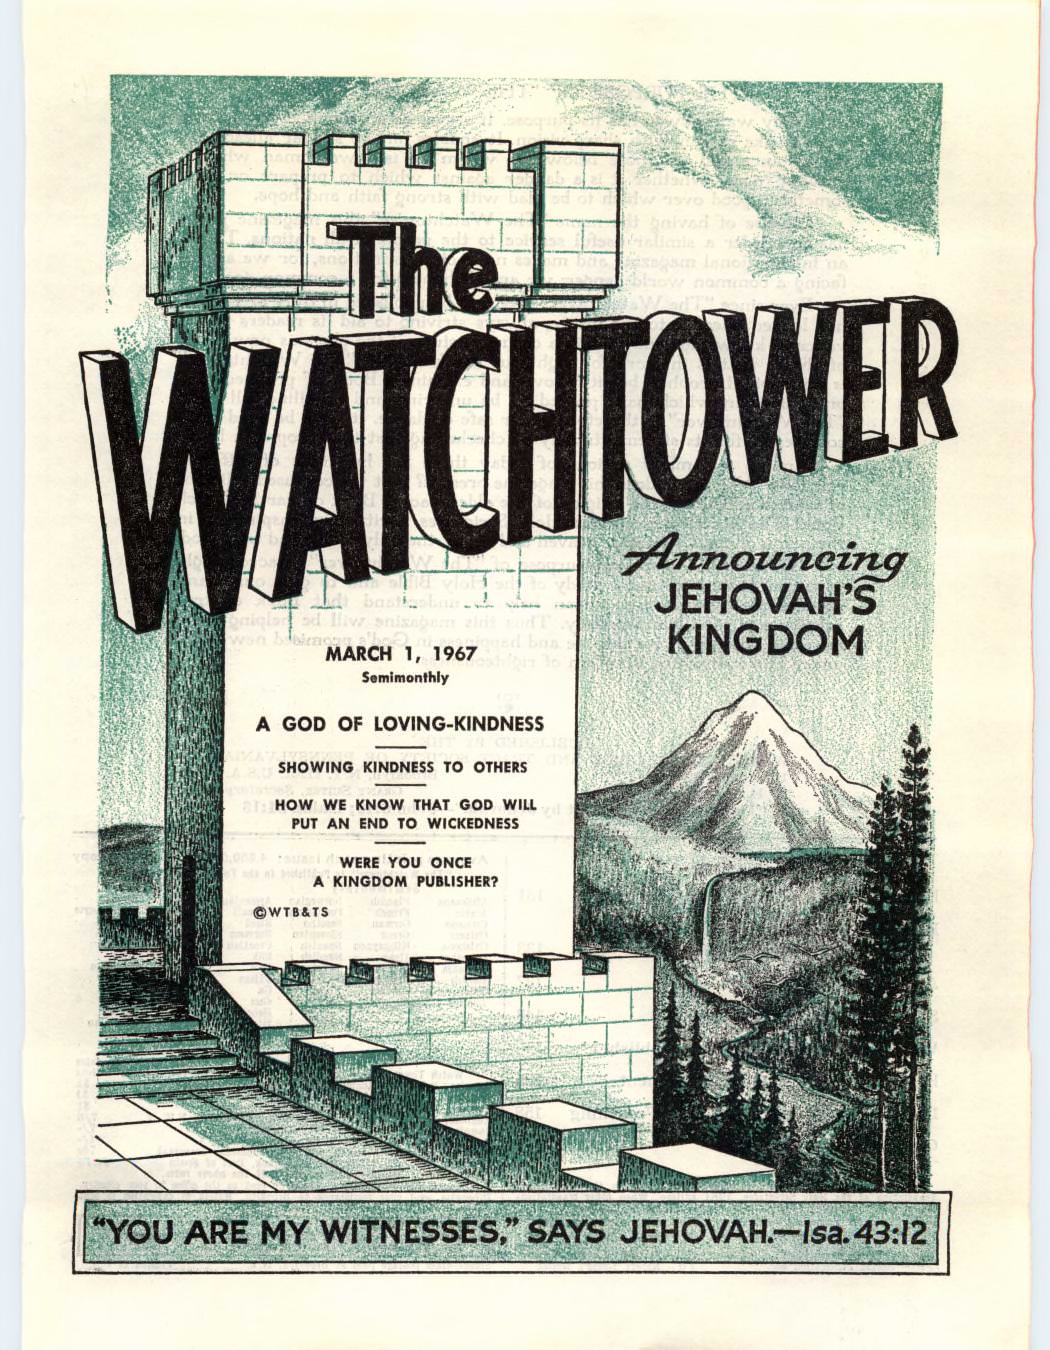 The
WATCHTOWER
Announcing
JEHOVAH'S
KINGDOM
MARCH 1, 1967
Semimonthly
A GOD OF LOVING-KINDNESS
SHOWING KINDNESS TO OTHERS
HOW WE KNOW THAT GOD WILL
PUT AN END TO WICKEDNESS
WERE YOU ONCE
A KINGDOM PUBLISHER?
©WTB&TS
"YOU ARE MY WITNESSES," SAYS JEHOVAH.—Isa. 43:12